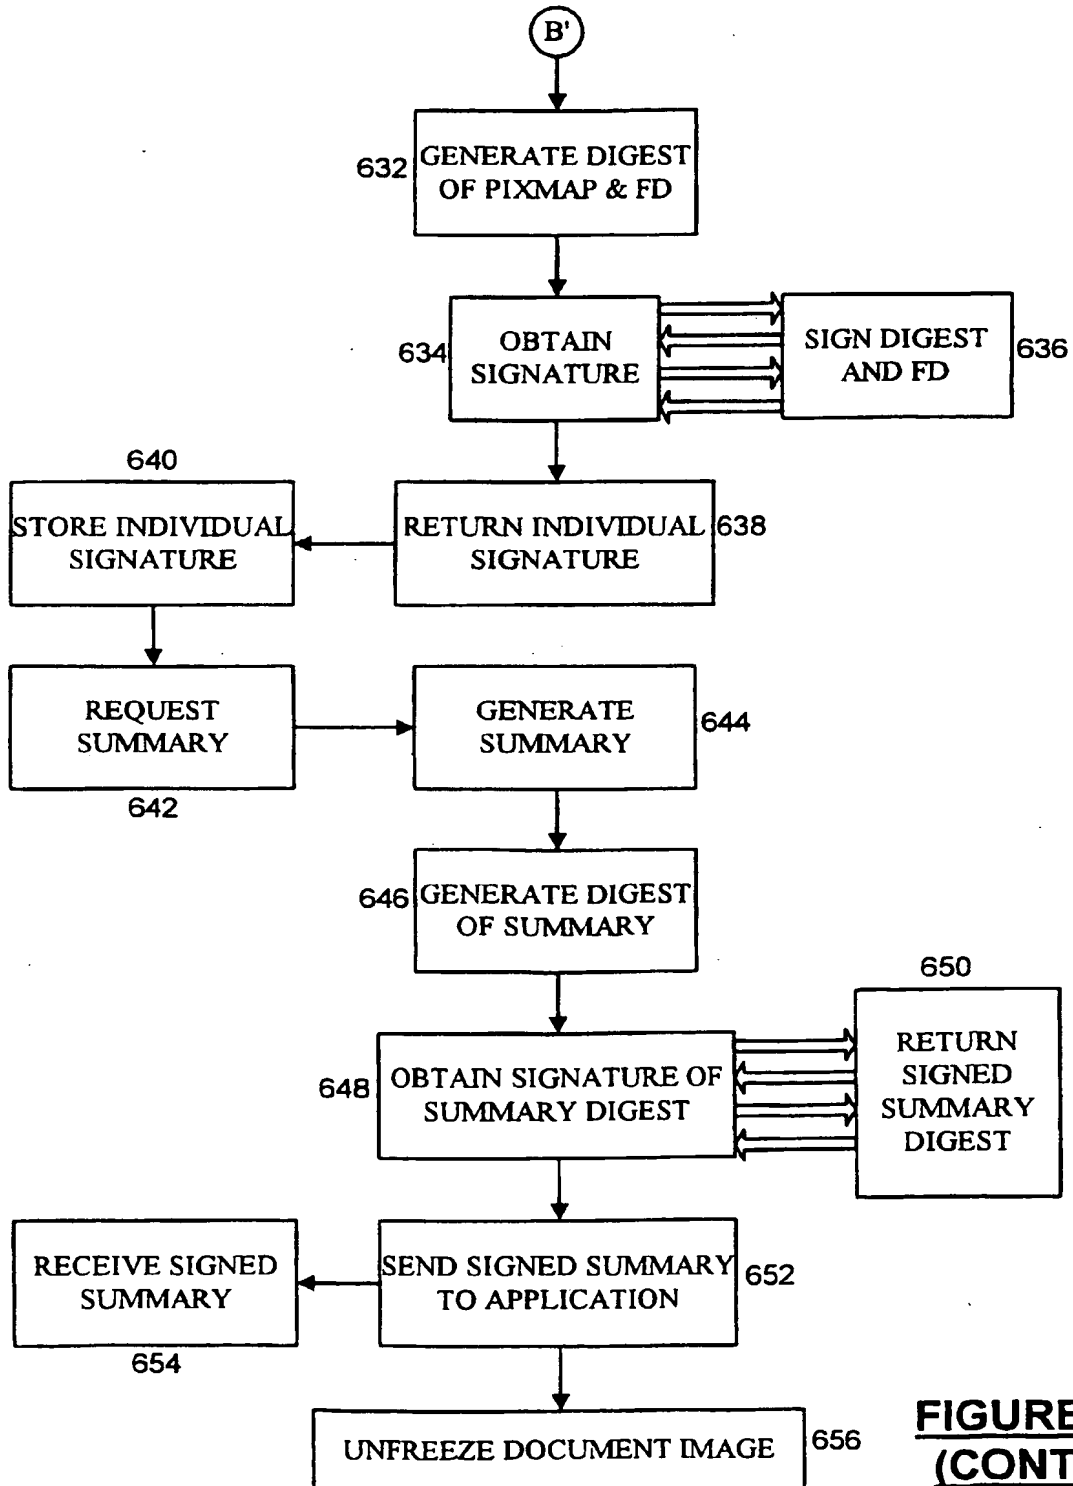 B'
632
GENERATE DIGEST
OF PIXMAP & FD
634
OBTAIN
SIGNATURE
SIGN DIGEST
AND FD
636
640
STORE INDIVIDUAL
SIGNATURE
RETURN INDIVIDUAL
SIGNATURE
638
REQUEST
SUMMARY
642
GENERATE
SUMMARY
644
646
GENERATE DIGEST
OF SUMMARY
650
648
OBTAIN SIGNATURE OF
SUMMARY DIGEST
RETURN
SIGNED
SUMMARY
DIGEST
RECEIVE SIGNED
SUMMARY
654
SEND SIGNED SUMMARY
TO APPLICATION
652
UNFREEZE DOCUMENT IMAGE
656
FIGURE
(CONT